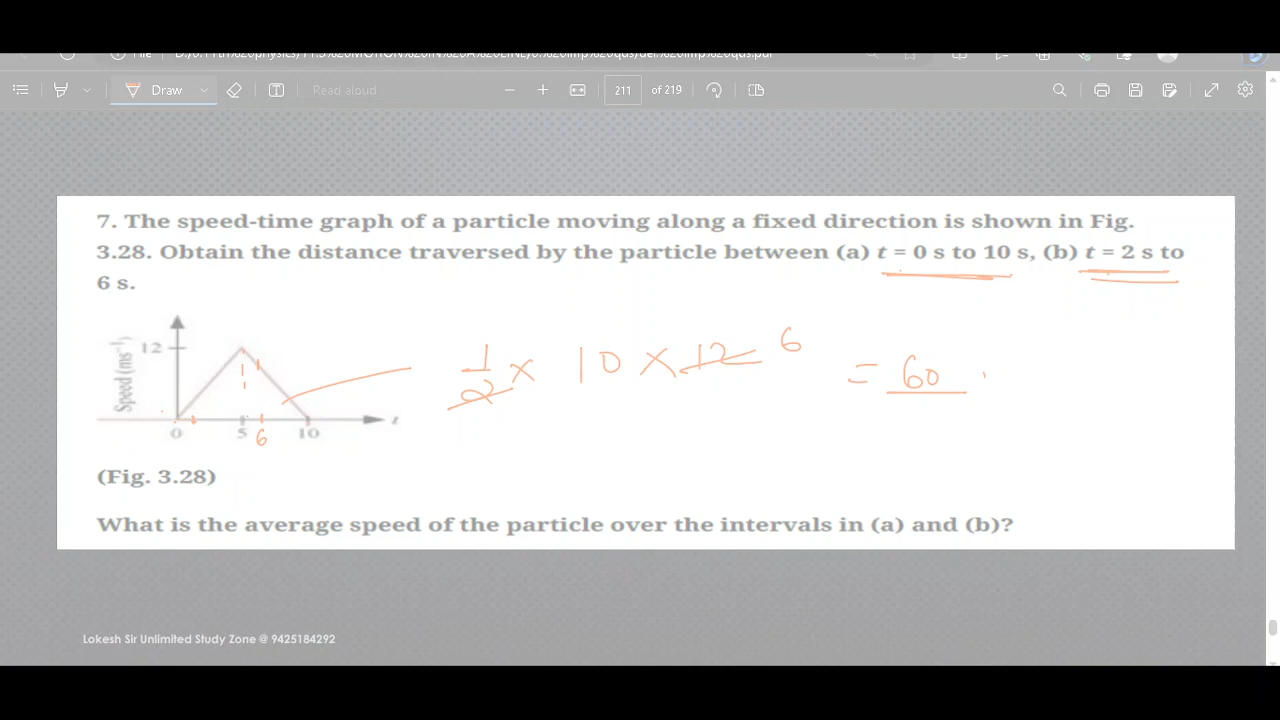 File
Draw
Read aloud
211 of 219
7. The speed-time graph of a particle moving along a fixed direction is shown in Fig.
3.28. Obtain the distance traversed by the particle between (a) t = 0 s to 10 s, (b) t = 2 s to
6 s.
Speed (ms⁻¹)
12
0 5 6 10 t
1/2 × 10 × 12 6 = 60
(Fig. 3.28)
What is the average speed of the particle over the intervals in (a) and (b)?
Lokesh Sir Unlimited Study Zone @ 9425184292